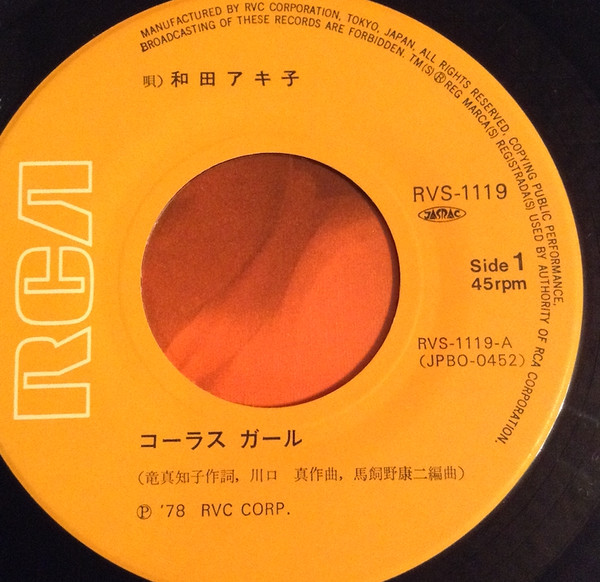 MANUFACTURED BY RVC CORPORATION, TOKYO, JAPAN. ALL RIGHTS RESERVED, COPYING PUBLIC PERFORMANCE,
BROADCASTING OF THESE RECORDS ARE FORBIDDEN. TM(S)®REG MARCA(S) REGISTRADA(S) USED BY AUTHORITY OF RCA CORPORATION.
唄) 和田アキ子
RCA
RVS-1119
JASRAC
Side 1
45rpm
RVS-1119-A
(JPBO-0452)
コーラス ガール
(竜真知子作詞, 川口 真作曲, 馬飼野康二編曲)
Ⓟ '78 RVC CORP.